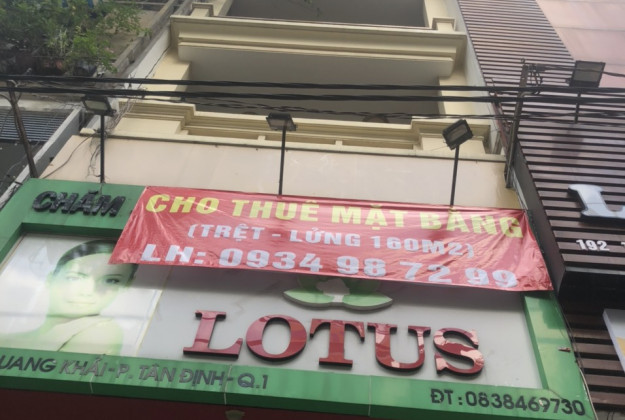 CHĂM
CHO THUÊ MẶT BẰNG
(TRỆT - LỬNG 160M2)
LH: 0934 98 72 99
LOTUS
UANG KHẢI-P. TÂN ĐỊNH-Q.1
ĐT: 0838469730
192